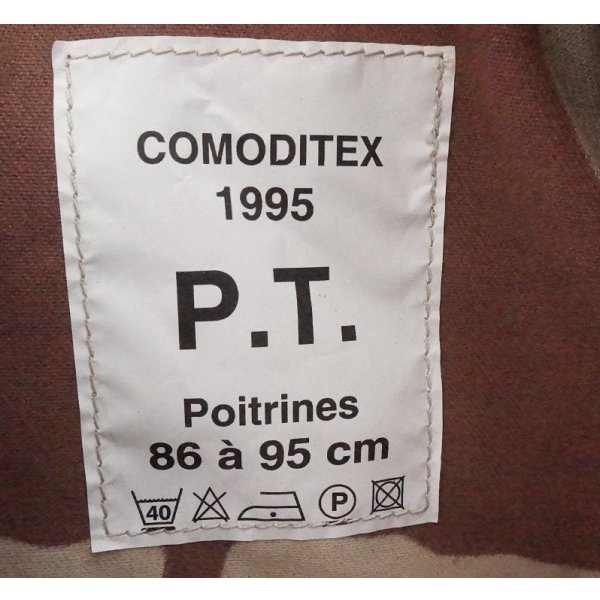 COMODITEX
1995
P.T.
Poitrines
86 à 95 cm
40 P